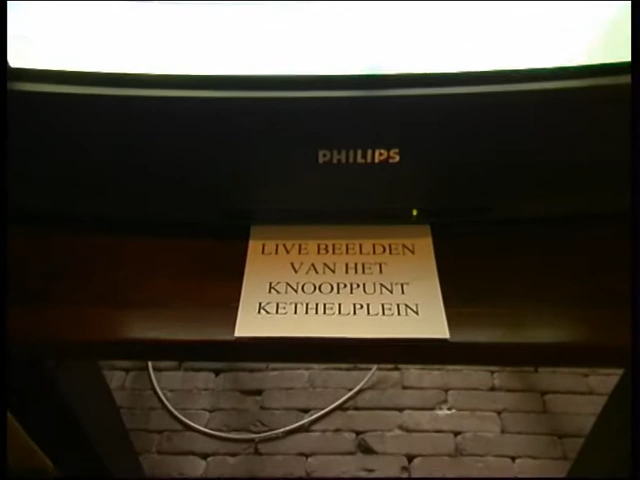 PHILIPS
LIVE BEELDEN
VAN HET
KNOOPPUNT
KETHELPLEIN